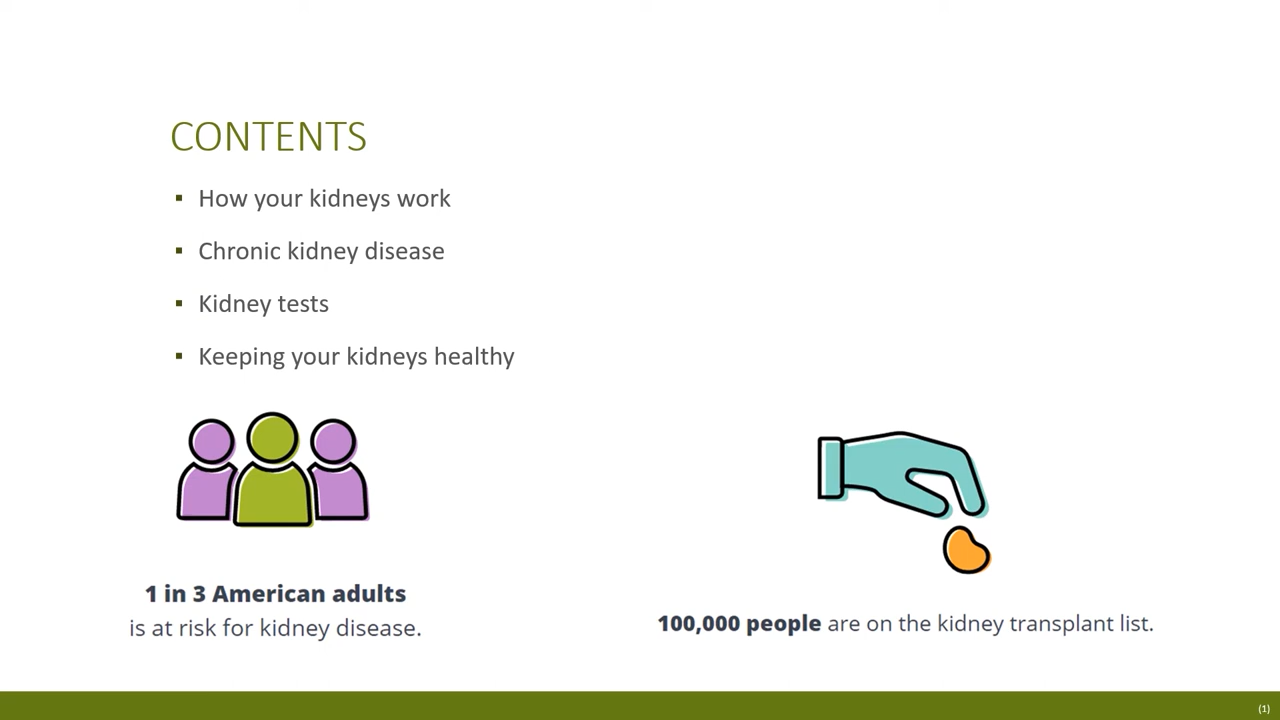 CONTENTS
▪ How your kidneys work
▪ Chronic kidney disease
▪ Kidney tests
▪ Keeping your kidneys healthy
1 in 3 American adults
is at risk for kidney disease.
100,000 people are on the kidney transplant list.
(1)